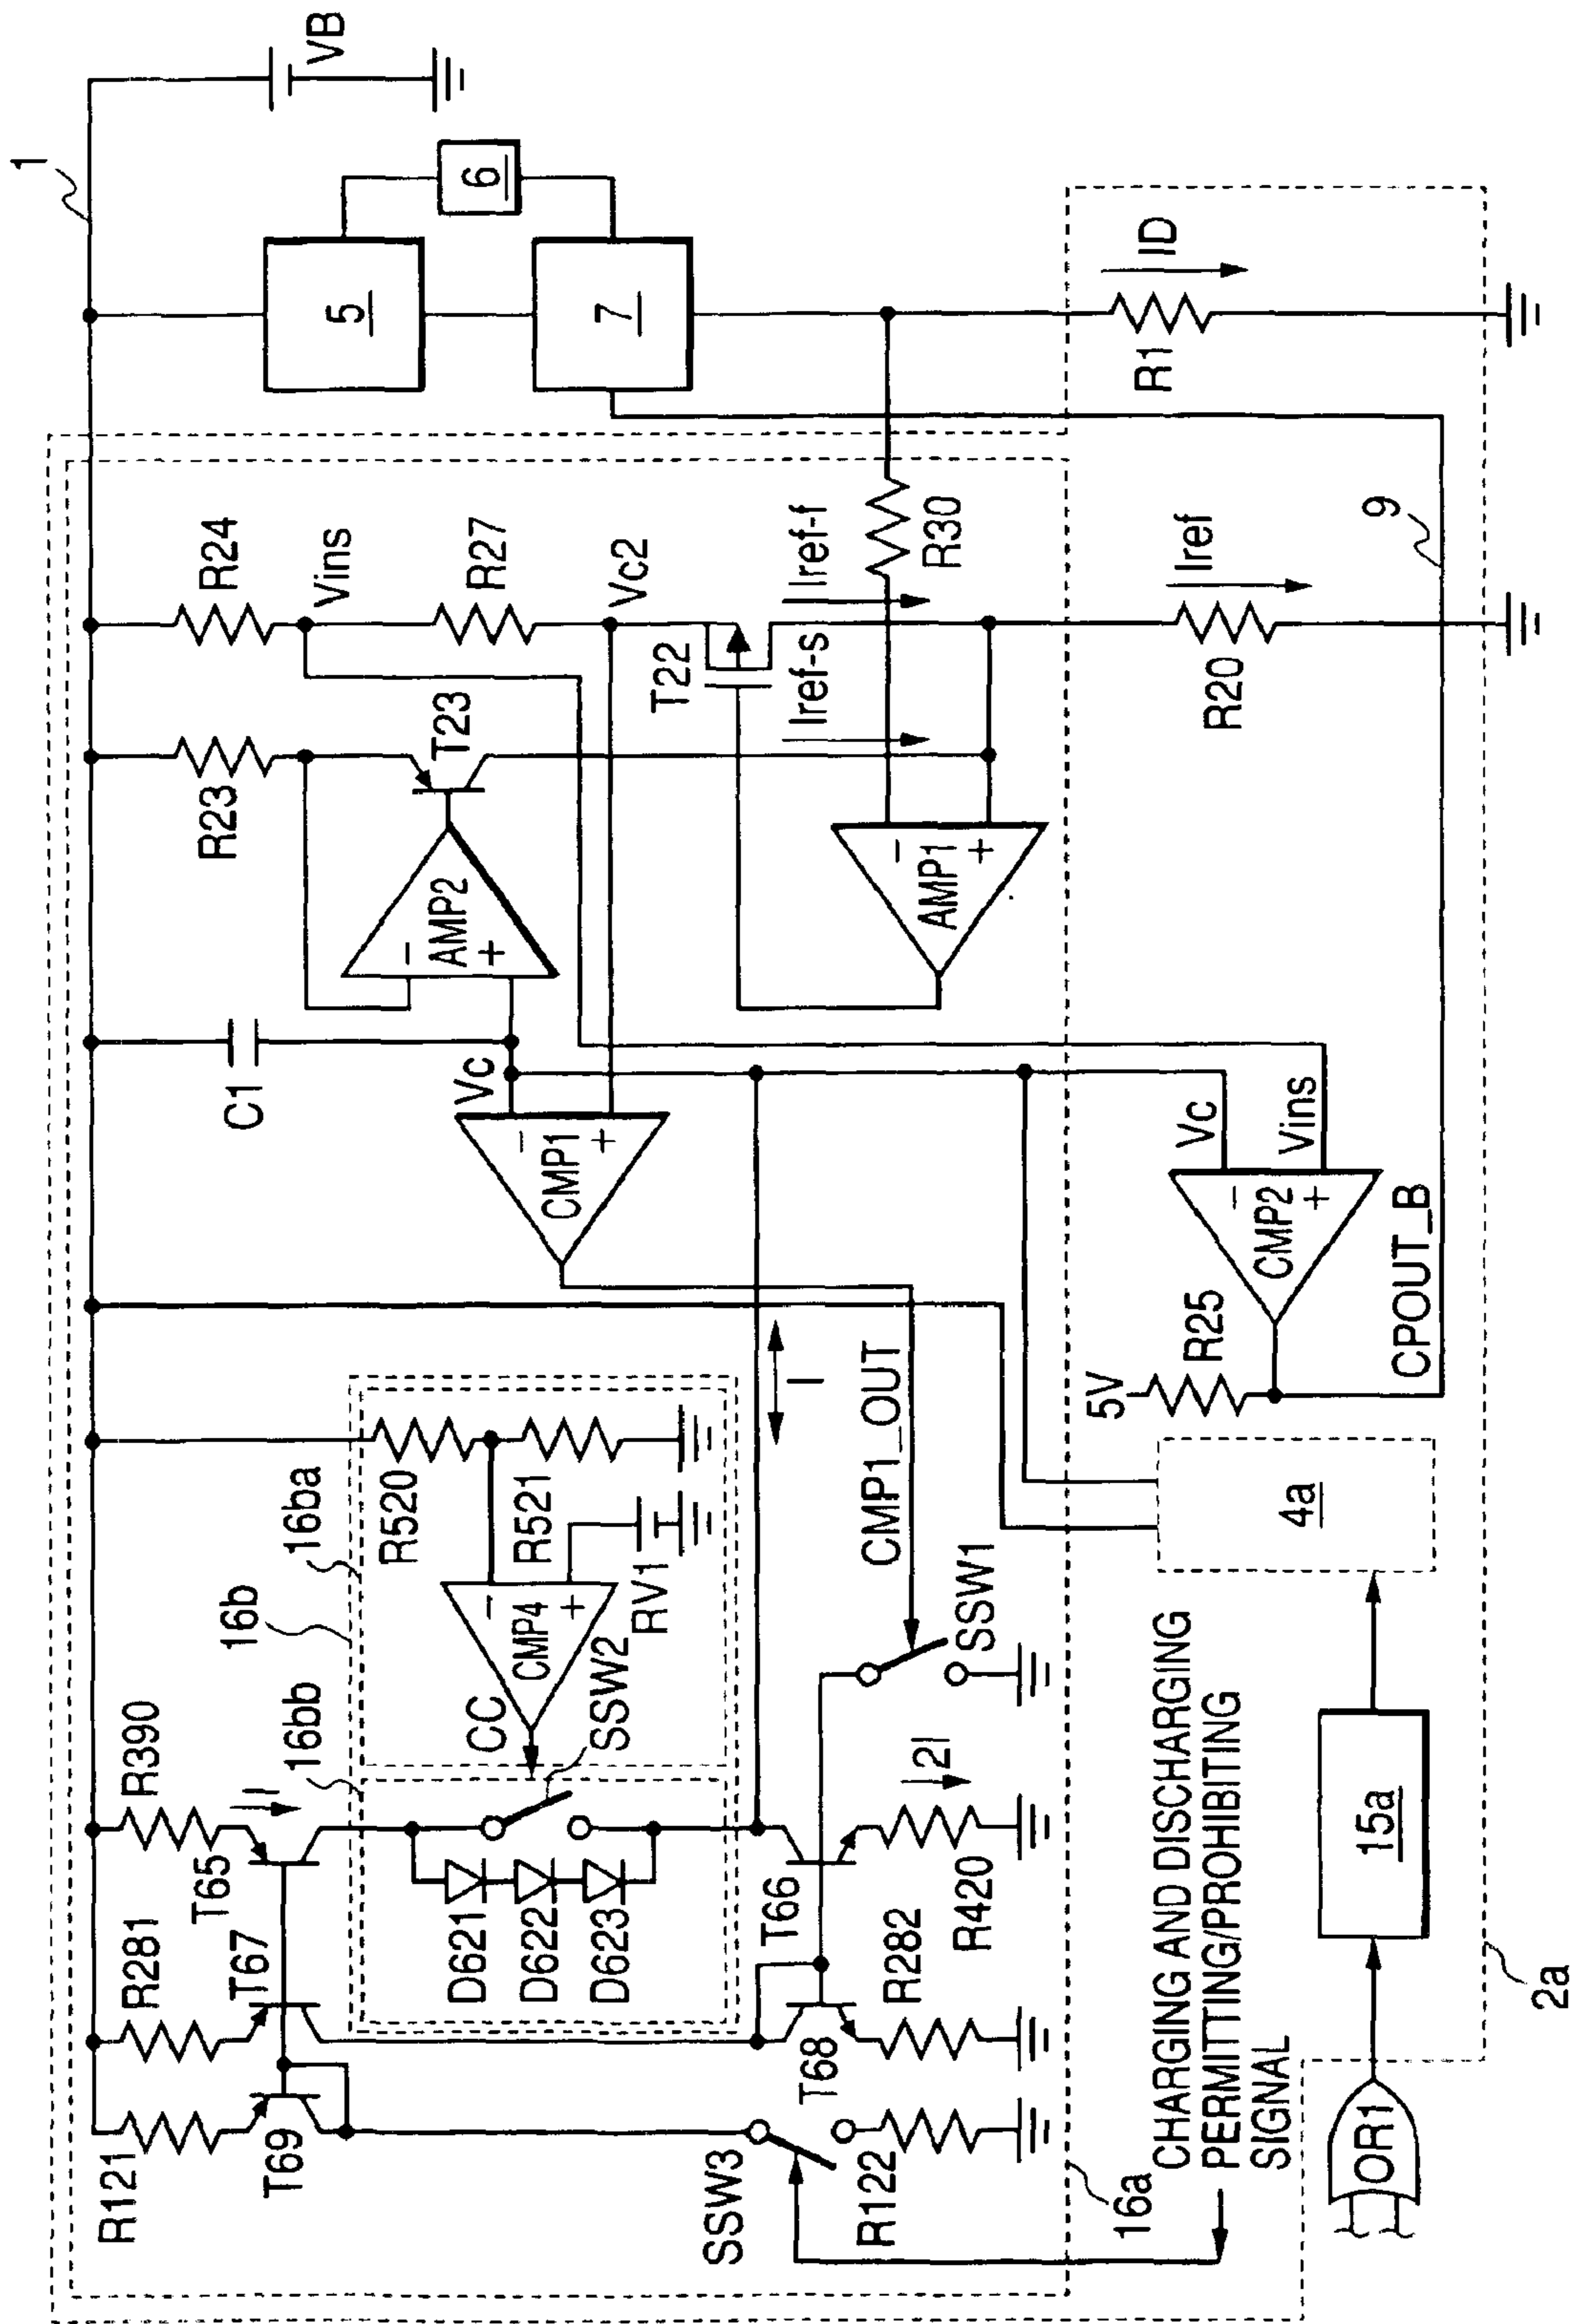 1
VB
5
6
7
ID
R1
R24
Vins
R27
Vc2
R30
Iref-f
Iref-s
T22
R23
T23
AMP2
−
+
AMP1
−
+
Iref
R20
9
C1
Vc
CMP1
−
+
Vc
Vins
CMP2
−
+
CPOUT_B
R25
5V
I
CMP1_OUT
16ba
16b
16bb
R520
R521
RV1
CMP4
−
+
CC
SSW2
SSW1
4a
R390
I
T65
R281
T67
R121
T69
D621
D622
D623
T66
2I
R420
R282
T68
SSW3
R122
16a
CHARGING AND DISCHARGING
PERMITTING/PROHIBITING
SIGNAL
15a
OR1
2a